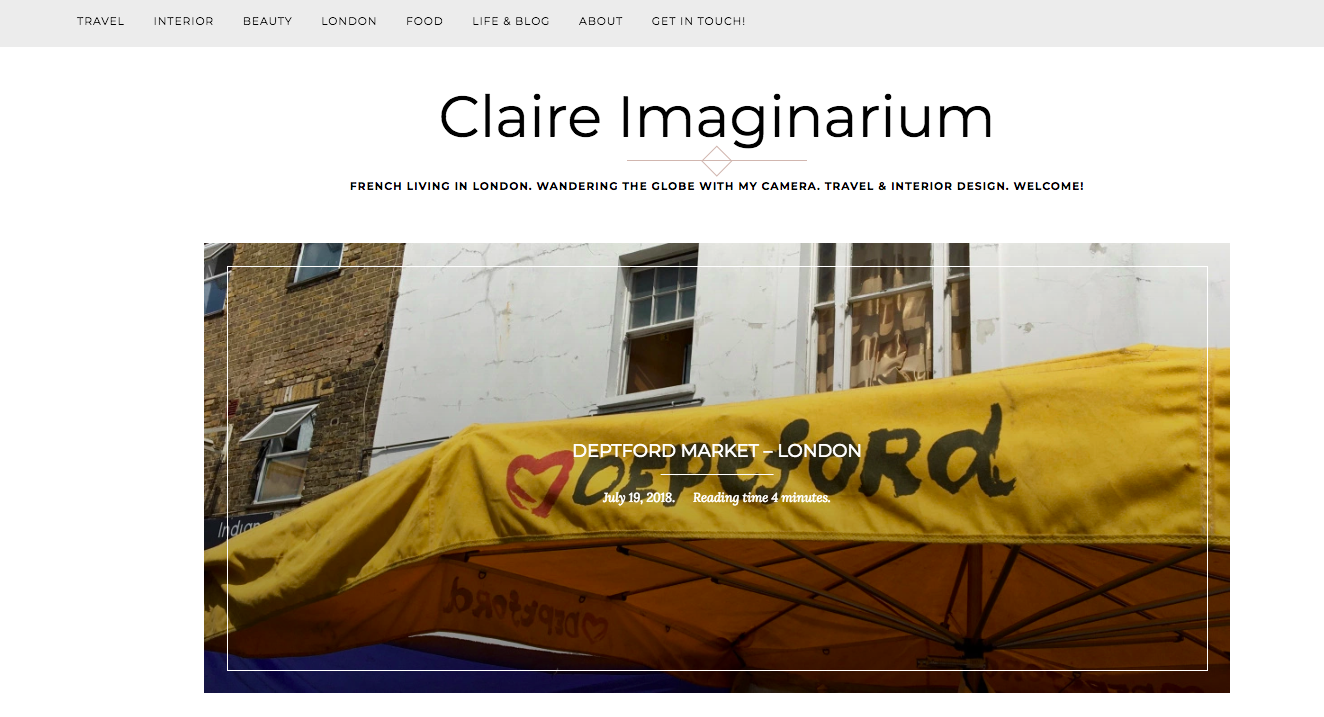 TRAVEL INTERIOR BEAUTY LONDON FOOD LIFE & BLOG ABOUT GET IN TOUCH!
Claire Imaginarium
FRENCH LIVING IN LONDON. WANDERING THE GLOBE WITH MY CAMERA. TRAVEL & INTERIOR DESIGN. WELCOME!
DEPTFORD MARKET – LONDON
July 19, 2018. Reading time 4 minutes.
DEPTFORD
Indian
DEPTFORD